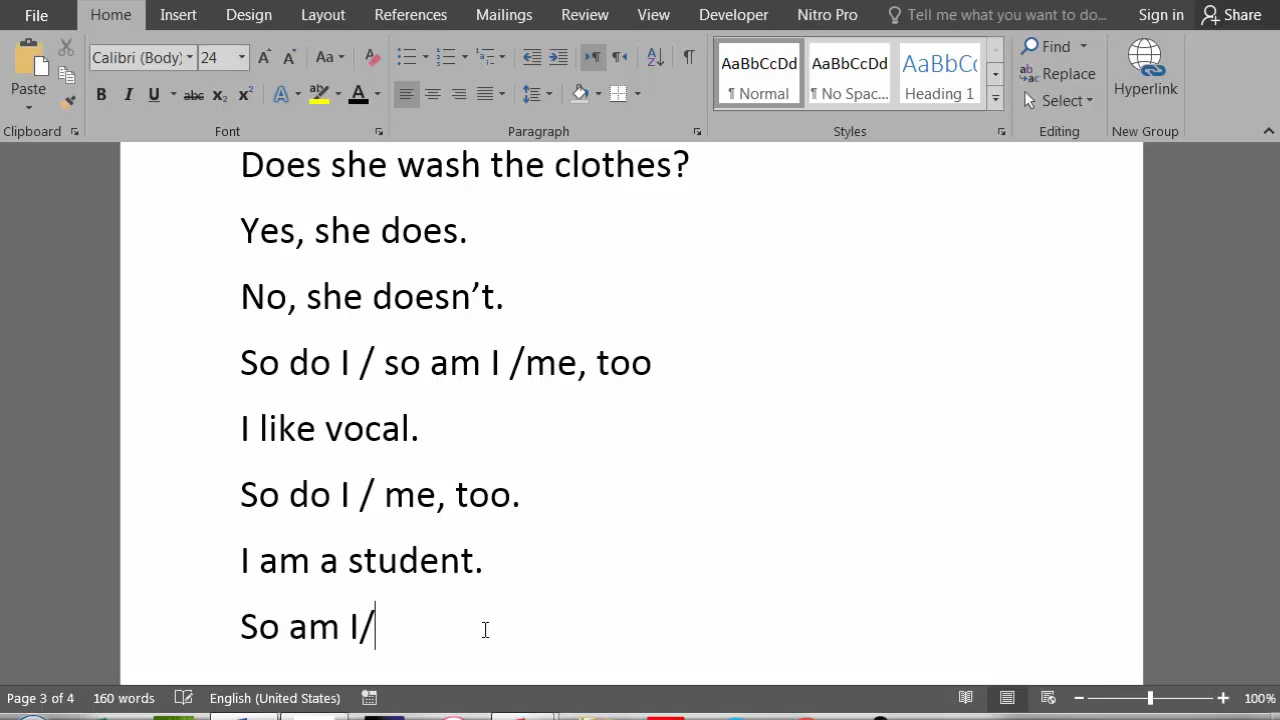 File Home Insert Design Layout References Mailings Review View Developer Nitro Pro Tell me what you want to do... Sign in Share
Calibri (Body) 24 Aa Find
Paste AaBbCcDd AaBbCcDd AaBbCc Replace Hyperlink
B I U abc x₂ x² A A ¶ Normal ¶ No Spac... Heading 1 Select
Clipboard Font Paragraph Styles Editing New Group
Does she wash the clothes?
Yes, she does.
No, she doesn’t.
So do I / so am I /me, too
I like vocal.
So do I / me, too.
I am a student.
So am I/
Page 3 of 4 160 words English (United States) 100%